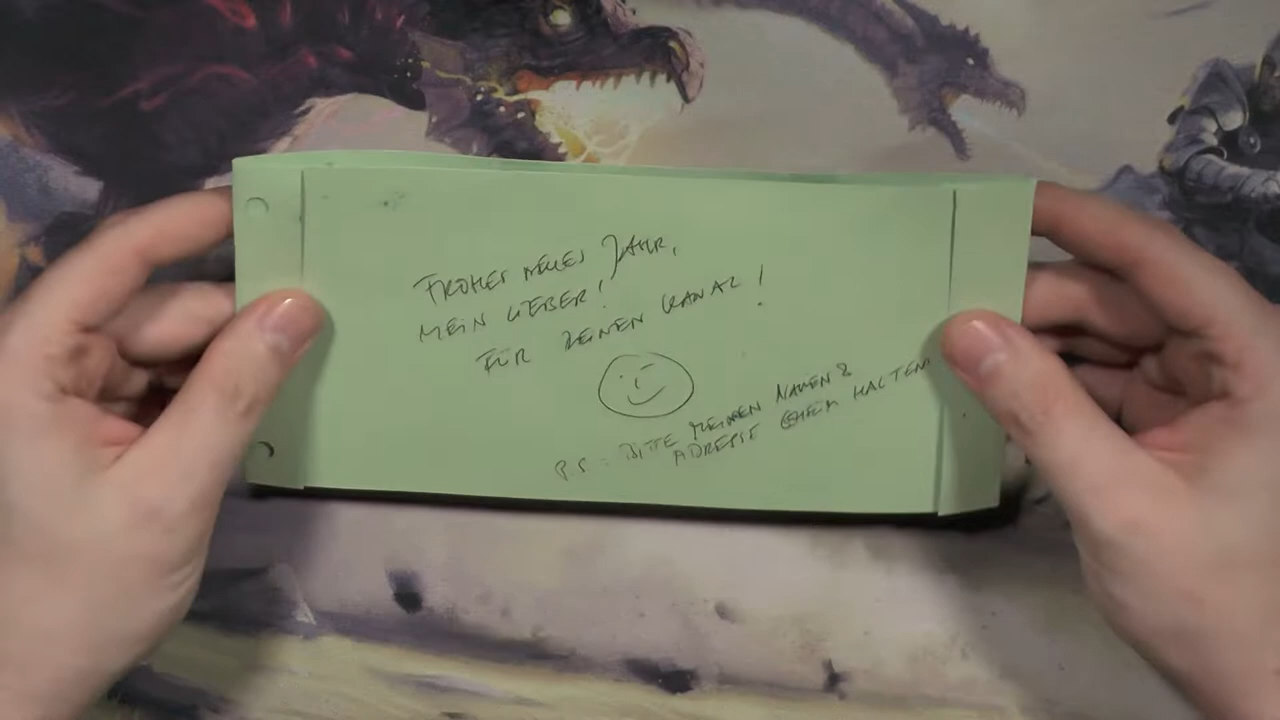 FROHES NEUES JAHR,
MEIN LIEBER!
FÜR DEINEN KANAL!
P.S.: BITTE MEINEN NAMEN &
ADRESSE GEHEIM HALTEN